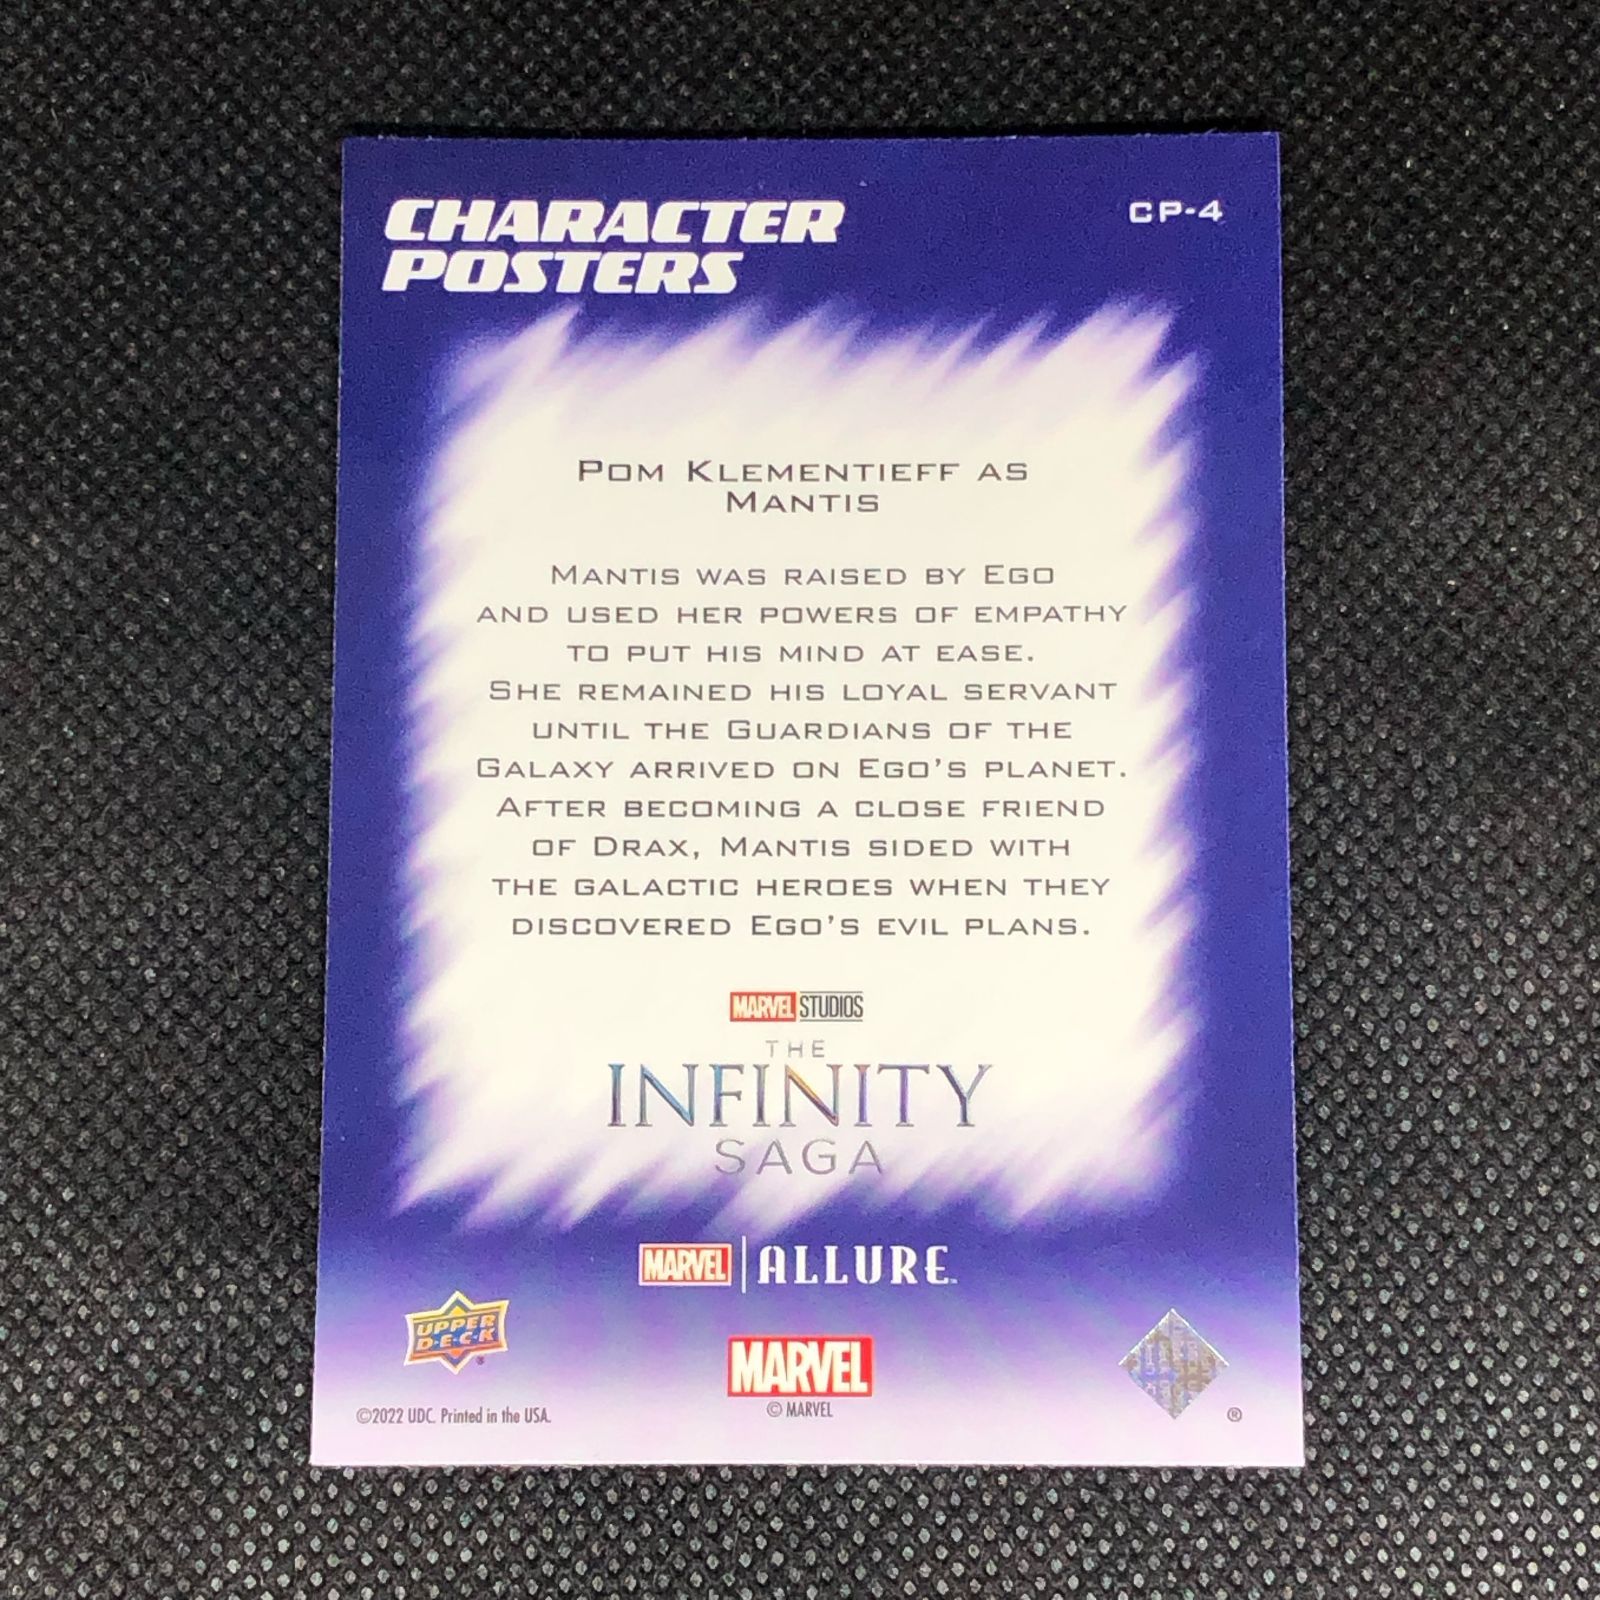 CHARACTER
POSTERS
CP-4
POM KLEMENTIEFF AS
MANTIS
MANTIS WAS RAISED BY EGO
AND USED HER POWERS OF EMPATHY
TO PUT HIS MIND AT EASE.
SHE REMAINED HIS LOYAL SERVANT
UNTIL THE GUARDIANS OF THE
GALAXY ARRIVED ON EGO'S PLANET.
AFTER BECOMING A CLOSE FRIEND
OF DRAX, MANTIS SIDED WITH
THE GALACTIC HEROES WHEN THEY
DISCOVERED EGO'S EVIL PLANS.
MARVEL STUDIOS
THE
INFINITY
SAGA
MARVEL | ALLURE™
UPPER
D·E·C·K®
MARVEL
© MARVEL
©2022 UDC. Printed in the USA.
®